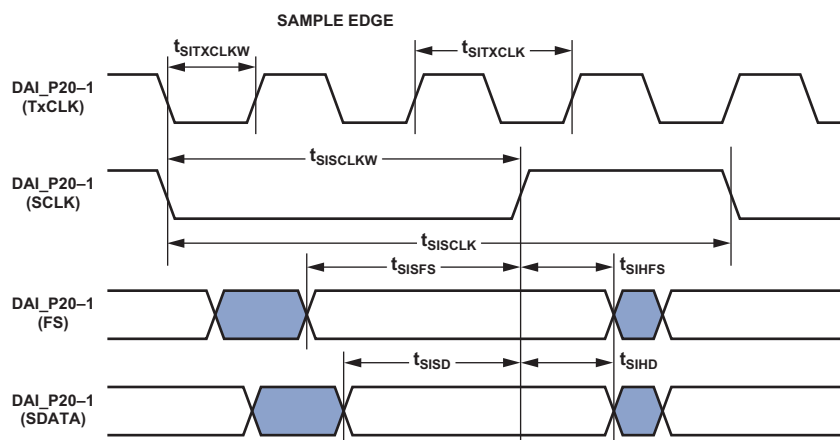 SAMPLE EDGE
tSITXCLKW
tSITXCLK
DAI_P20–1
(TxCLK)
tSISCLKW
DAI_P20–1
(SCLK)
tSISCLK
tSISFS
tSIHFS
DAI_P20–1
(FS)
tSISD
tSIHD
DAI_P20–1
(SDATA)